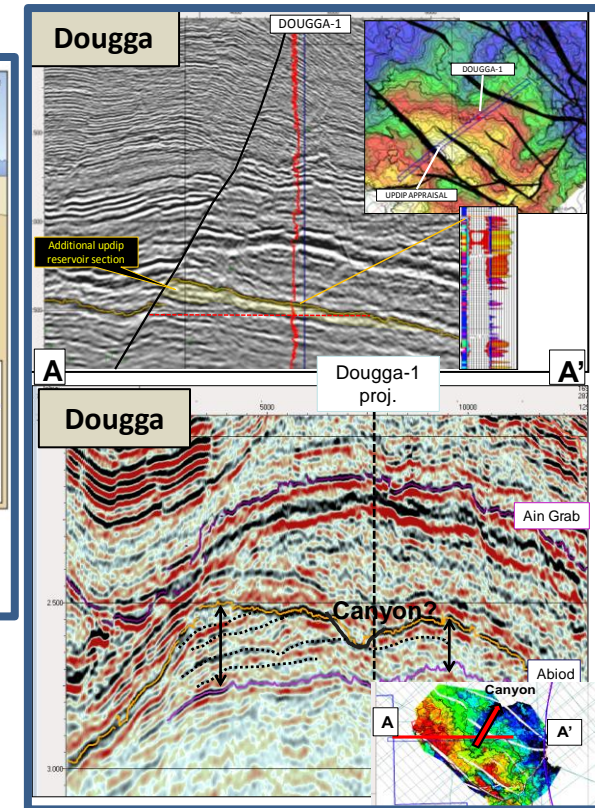 Dougga
DOUGGA-1
DOUGGA-1
UPDIP APPRAISAL
Additional updip
reservoir section
A
A'
Dougga-1
proj.
Dougga
5000
10000
Ain Grab
2.500
Canyon?
Abiod
Canyon
A
A'
3.000